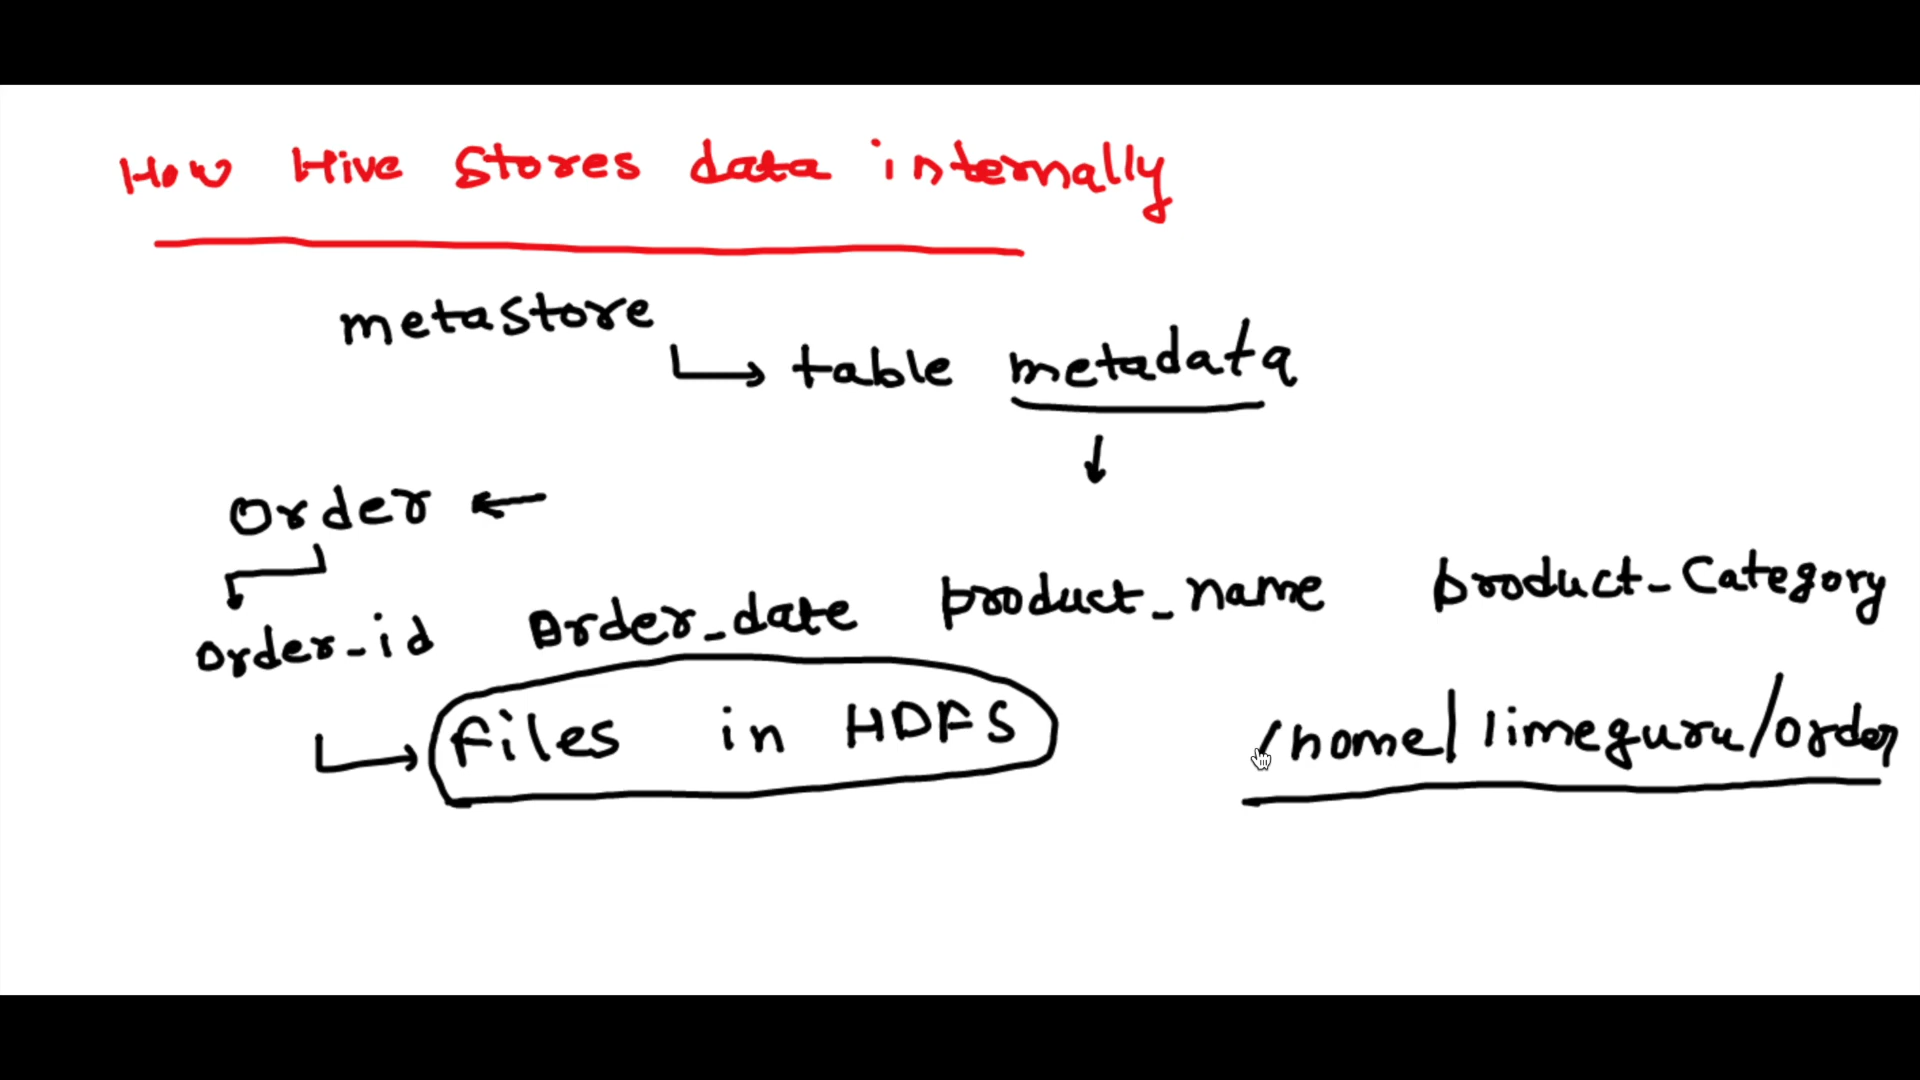 How Hive Stores data internally
metastore
table metadata
Order
order_id order_date product_name product_Category
files in HDFS /home/limeguru/order